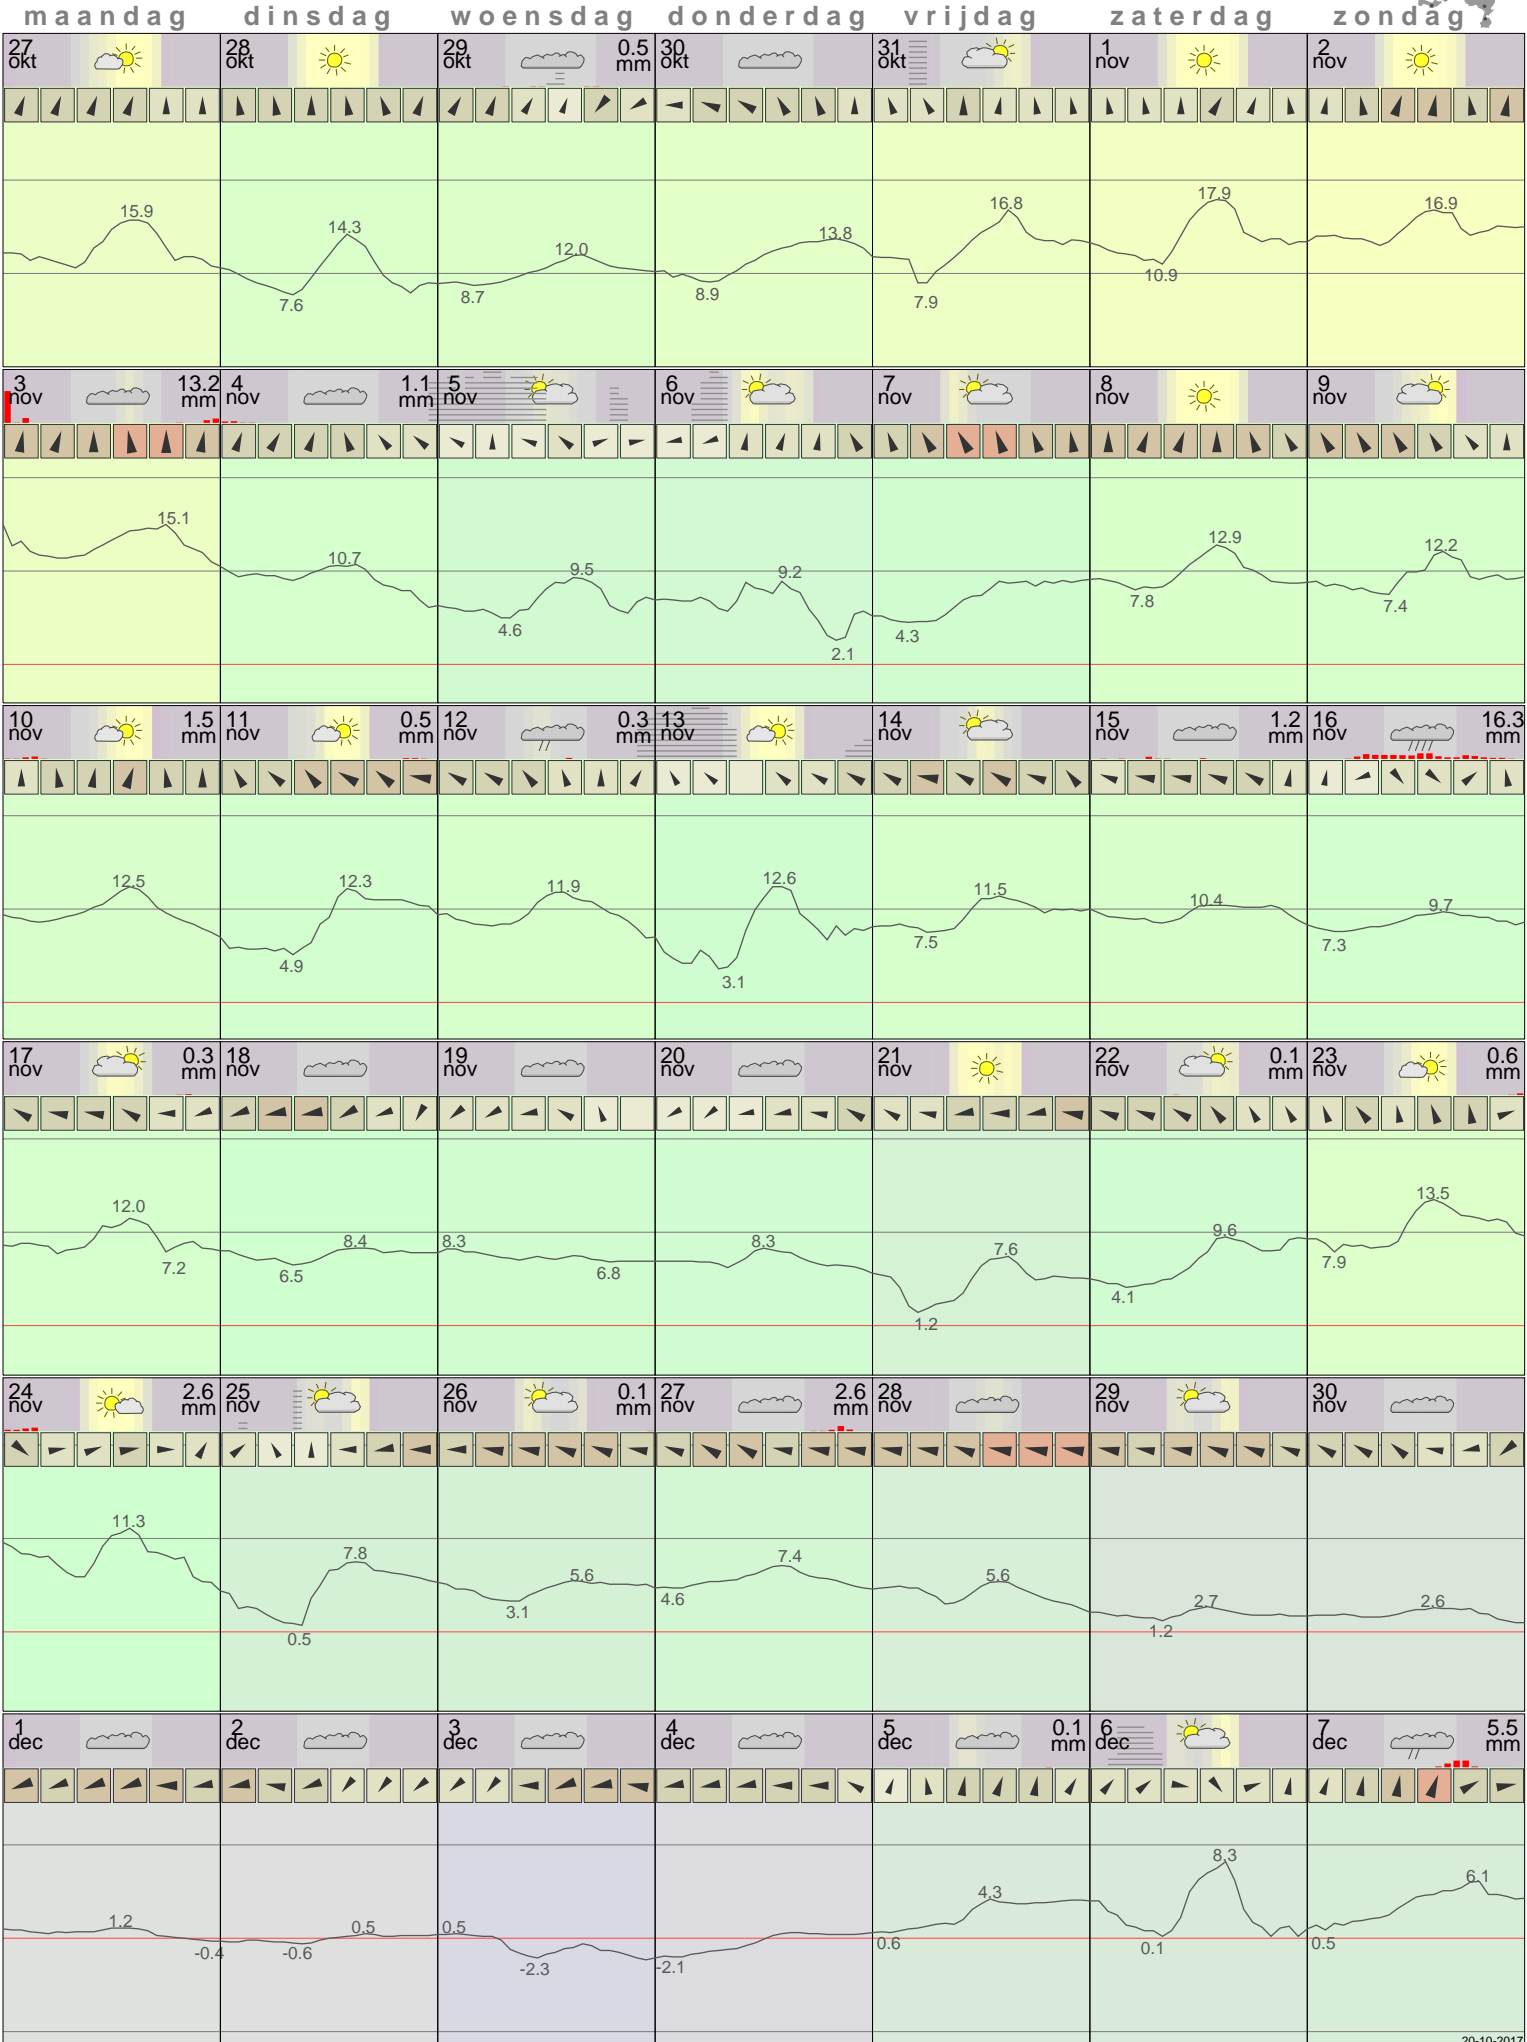 maandag dinsdag woensdag donderdag vrijdag zaterdag zondag
27 okt 28 okt 29 okt 0.5 mm 30 okt 31 okt 1 nov 2 nov
15.9 14.3 7.6 12.0 8.7 13.8 8.9 16.8 7.9 17.9 10.9 16.9
3 nov 13.2 mm 4 nov 1.1 mm 5 nov 6 nov 7 nov 8 nov 9 nov
15.1 10.7 9.5 4.6 9.2 2.1 4.3 12.9 7.8 12.2 7.4
10 nov 1.5 mm 11 nov 0.5 mm 12 nov 0.3 mm 13 nov 14 nov 15 nov 1.2 mm 16 nov 16.3 mm
12.5 12.3 4.9 11.9 12.6 3.1 11.5 7.5 10.4 9.7 7.3
17 nov 0.3 mm 18 nov 19 nov 20 nov 21 nov 22 nov 0.1 mm 23 nov 0.6 mm
12.0 7.2 8.4 6.5 8.3 6.8 8.3 7.6 1.2 9.6 4.1 13.5 7.9
24 nov 2.6 mm 25 nov 26 nov 0.1 mm 27 nov 2.6 mm 28 nov 29 nov 30 nov
11.3 7.8 0.5 5.6 3.1 7.4 4.6 5.6 2.7 1.2 2.6
1 dec 2 dec 3 dec 4 dec 5 dec 0.1 mm 6 dec 7 dec 5.5 mm
1.2 -0.4 0.5 -0.6 0.5 -2.3 -2.1 4.3 0.6 8.3 0.1 6.1 0.5
20-10-2017